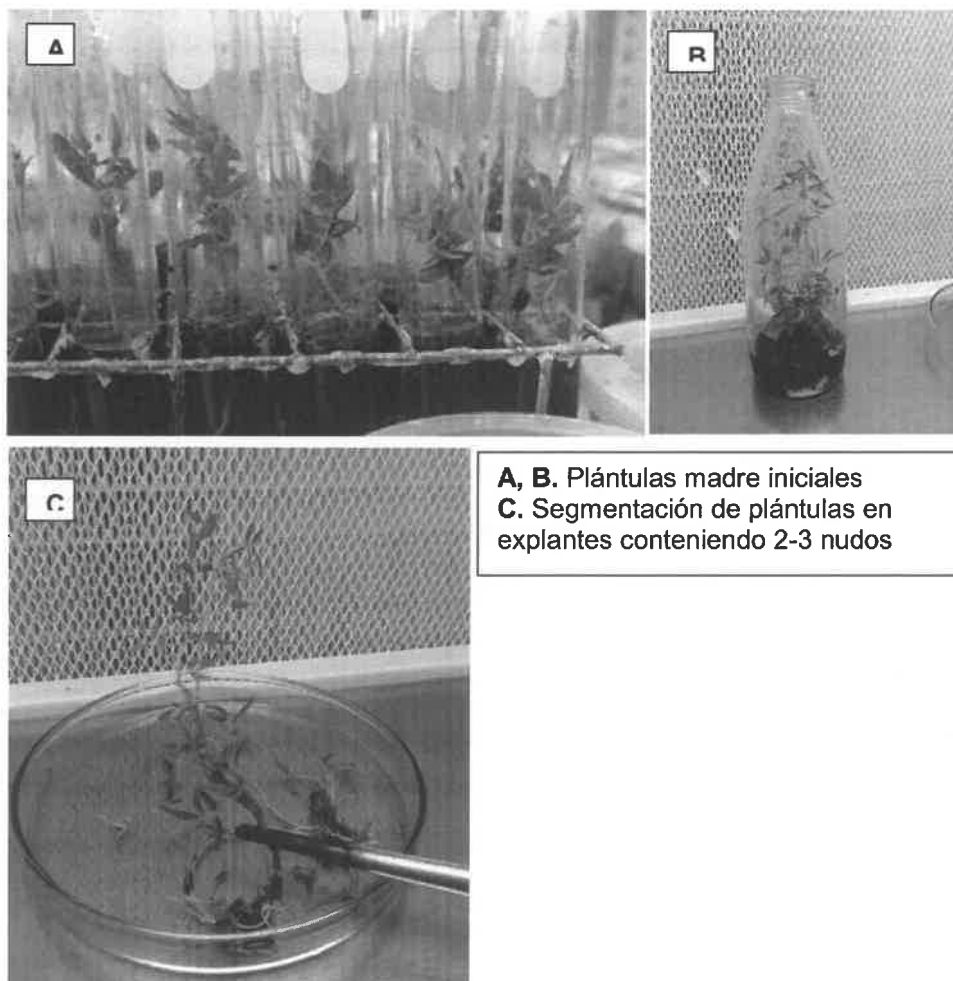 A
B
A, B. Plántulas madre iniciales
C. Segmentación de plántulas en
explantes conteniendo 2-3 nudos
C